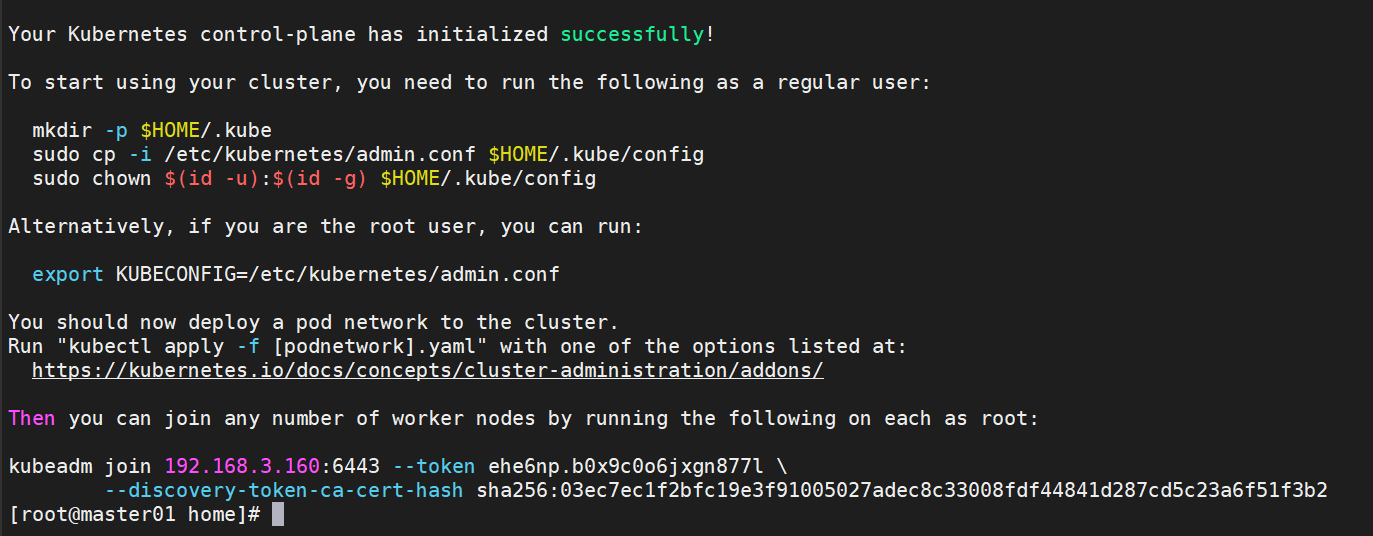 Your Kubernetes control-plane has initialized successfully!
To start using your cluster, you need to run the following as a regular user:
mkdir -p $HOME/.kube
sudo cp -i /etc/kubernetes/admin.conf $HOME/.kube/config
sudo chown $(id -u):$(id -g) $HOME/.kube/config
Alternatively, if you are the root user, you can run:
export KUBECONFIG=/etc/kubernetes/admin.conf
You should now deploy a pod network to the cluster.
Run "kubectl apply -f [podnetwork].yaml" with one of the options listed at:
https://kubernetes.io/docs/concepts/cluster-administration/addons/
Then you can join any number of worker nodes by running the following on each as root:
kubeadm join 192.168.3.160:6443 --token ehe6np.b0x9c0o6jxgn877l \
--discovery-token-ca-cert-hash sha256:03ec7ec1f2bfc19e3f91005027adec8c33008fdf44841d287cd5c23a6f51f3b2
[root@master01 home]#